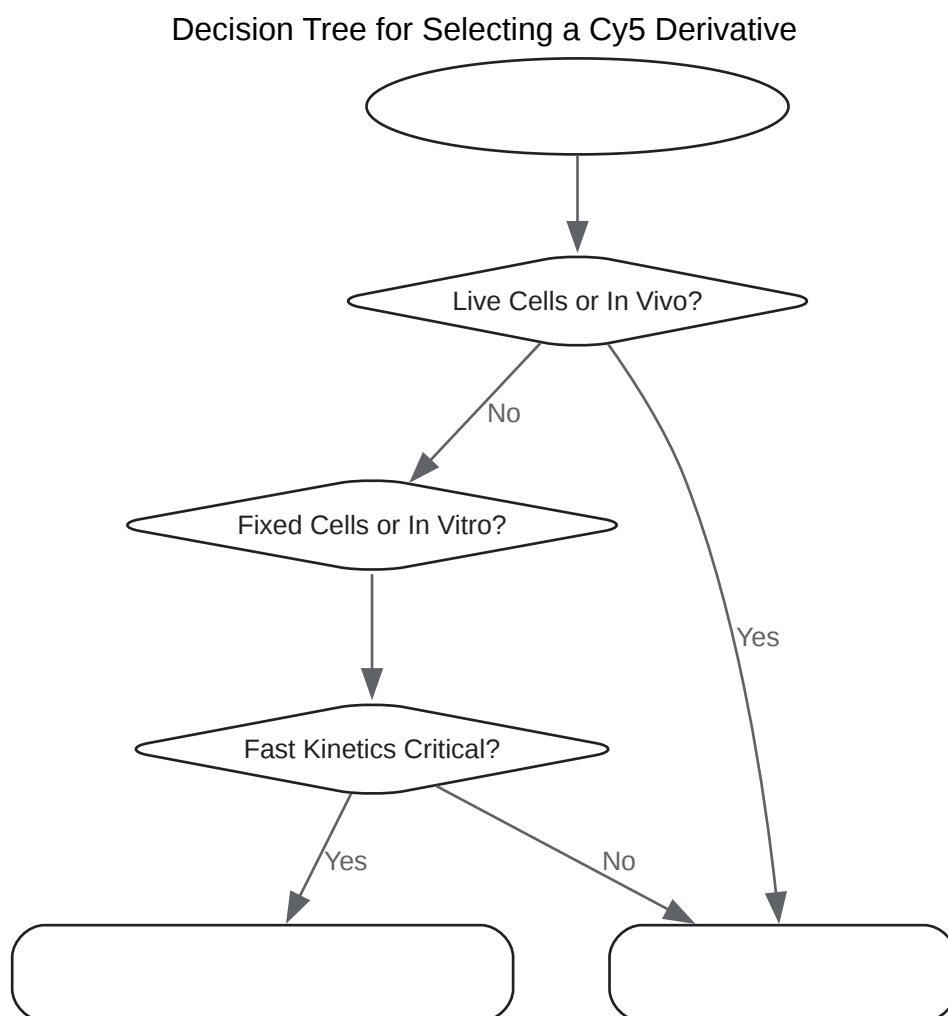 Decision Tree for Selecting a Cy5 Derivative
Live Cells or In Vivo?
No
Fixed Cells or In Vitro?
Yes
Fast Kinetics Critical?
Yes
No